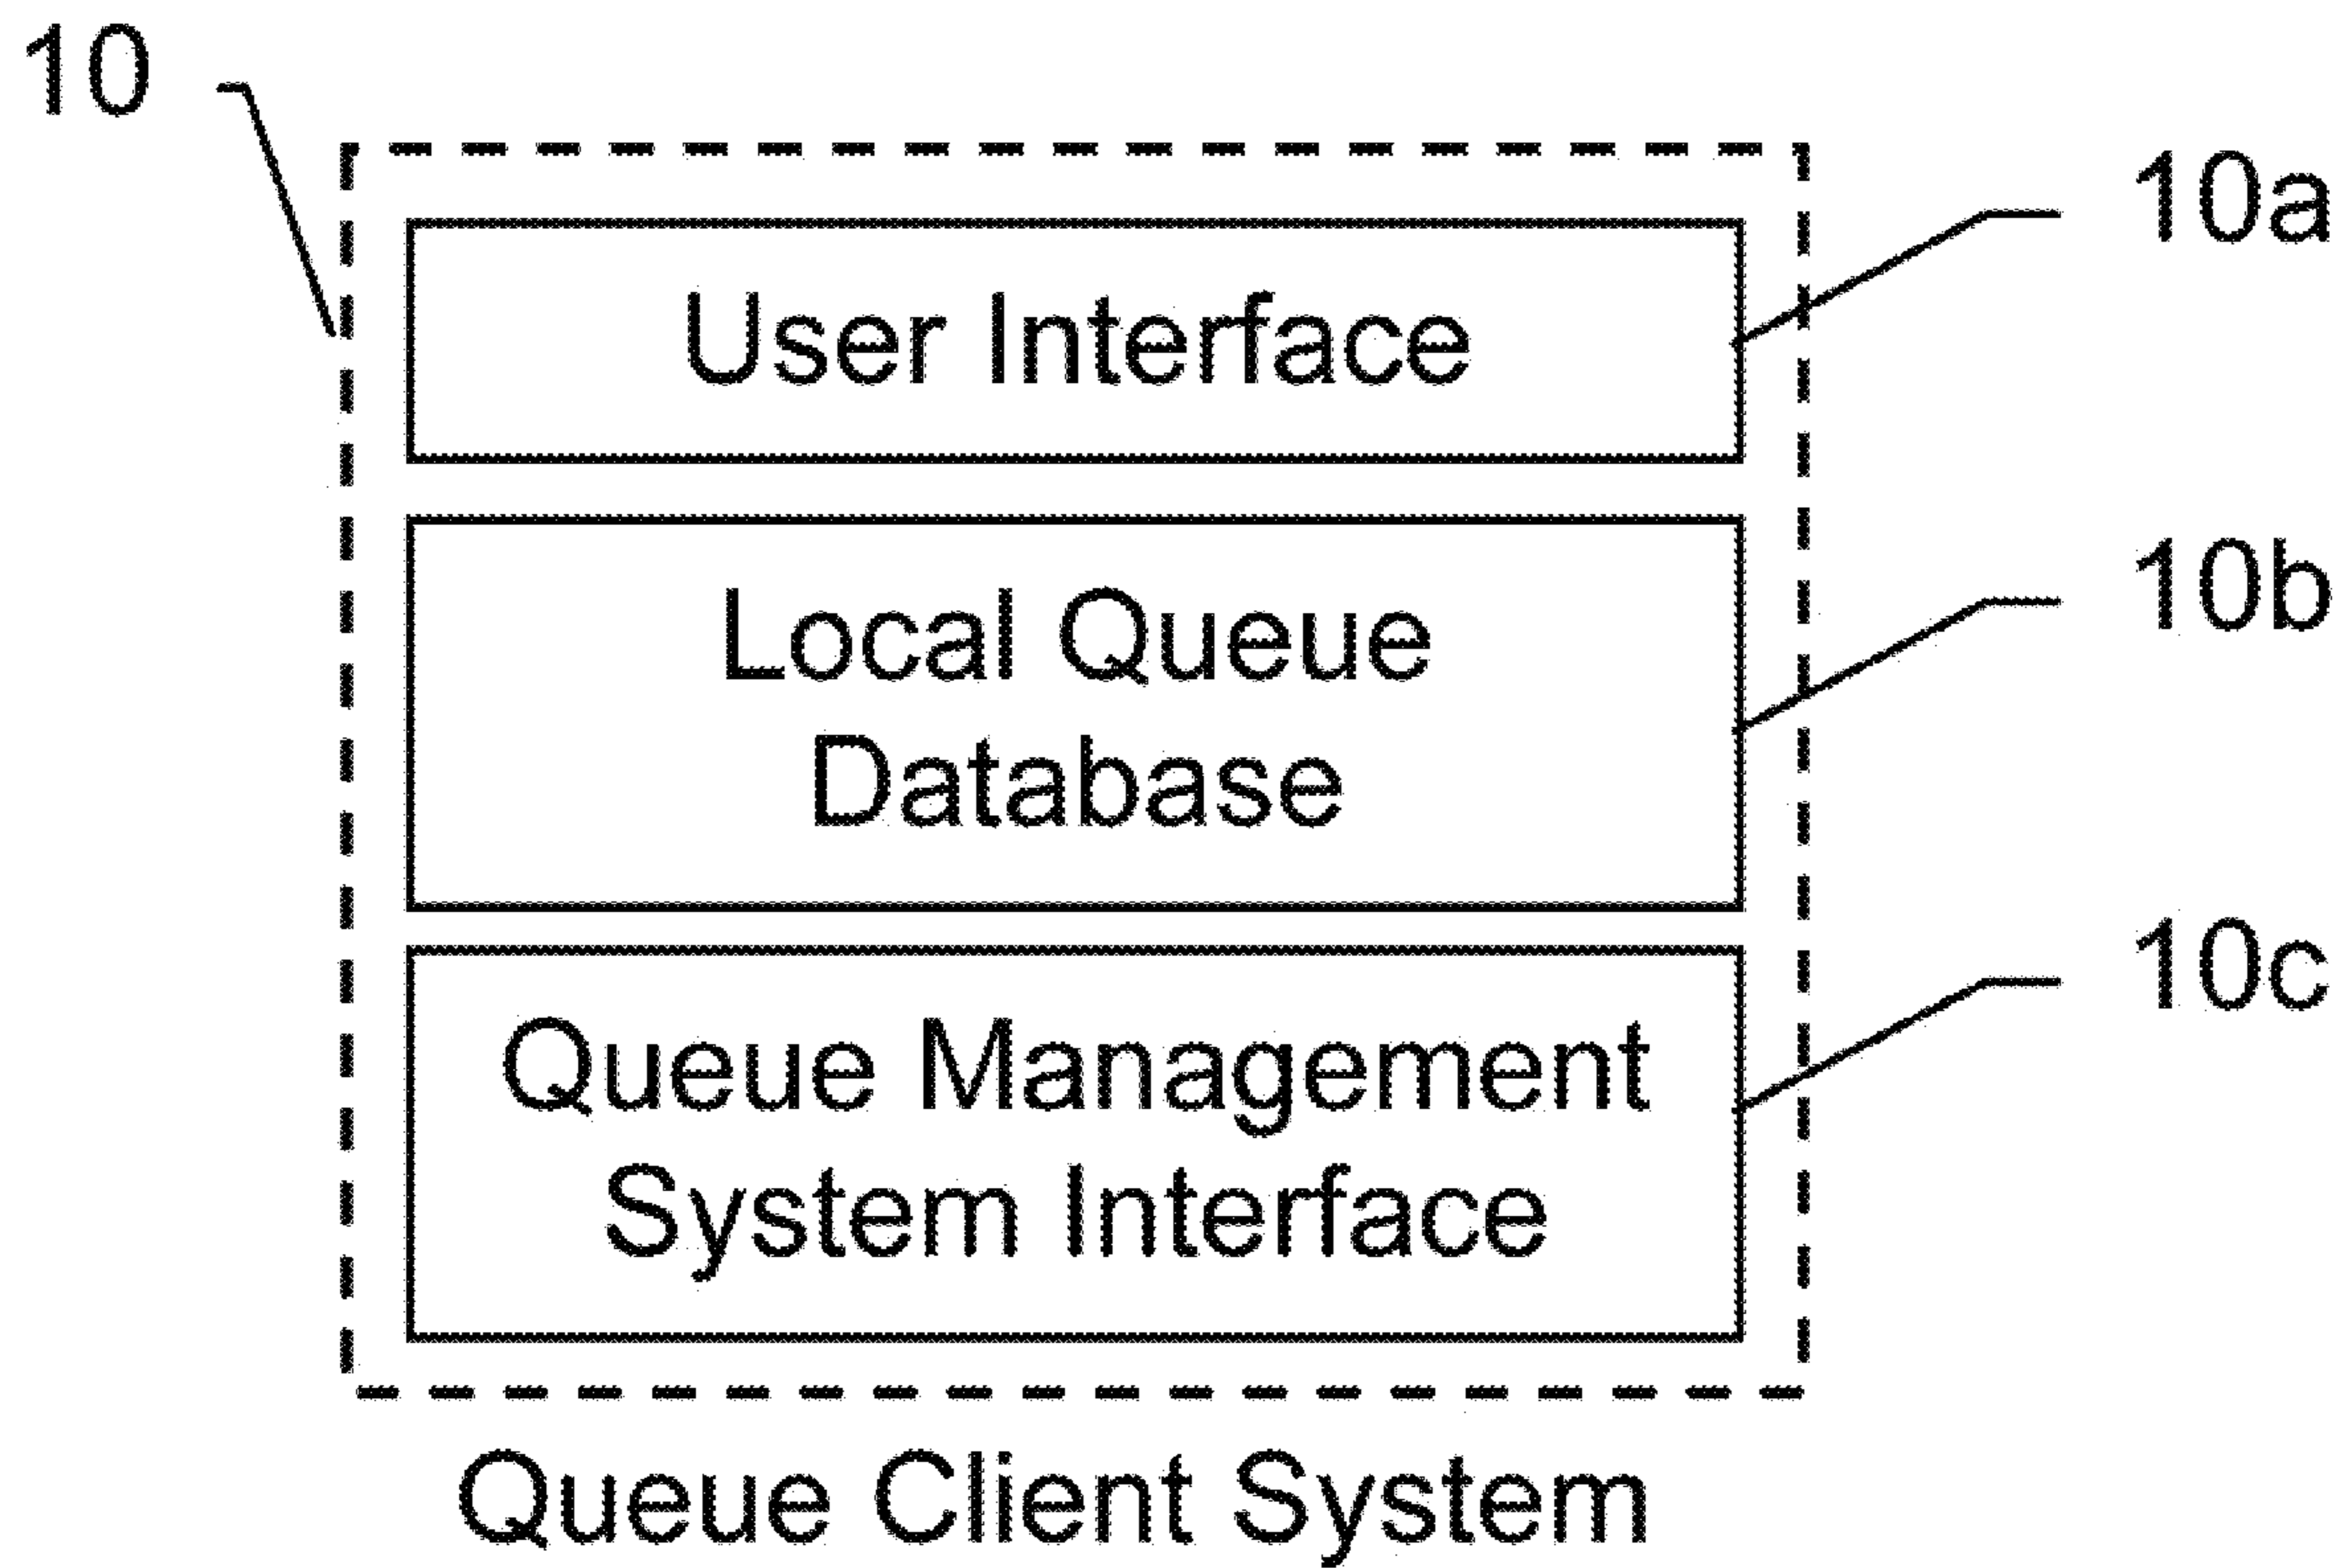 10
10a
User Interface
10b
Local Queue
Database
10c
Queue Management
System Interface
Queue Client System